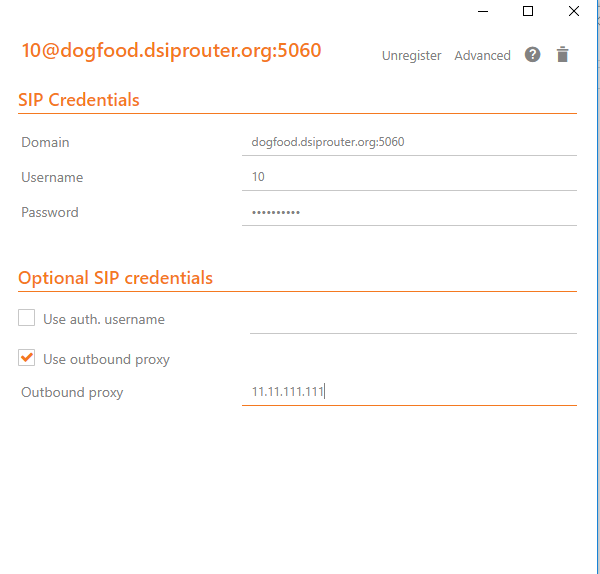 10@dogfood.dsiprouter.org:5060
Unregister Advanced ?
SIP Credentials
Domain dogfood.dsiprouter.org:5060
Username 10
Password ••••••••••
Optional SIP credentials
Use auth. username
Use outbound proxy
Outbound proxy 11.11.111.111